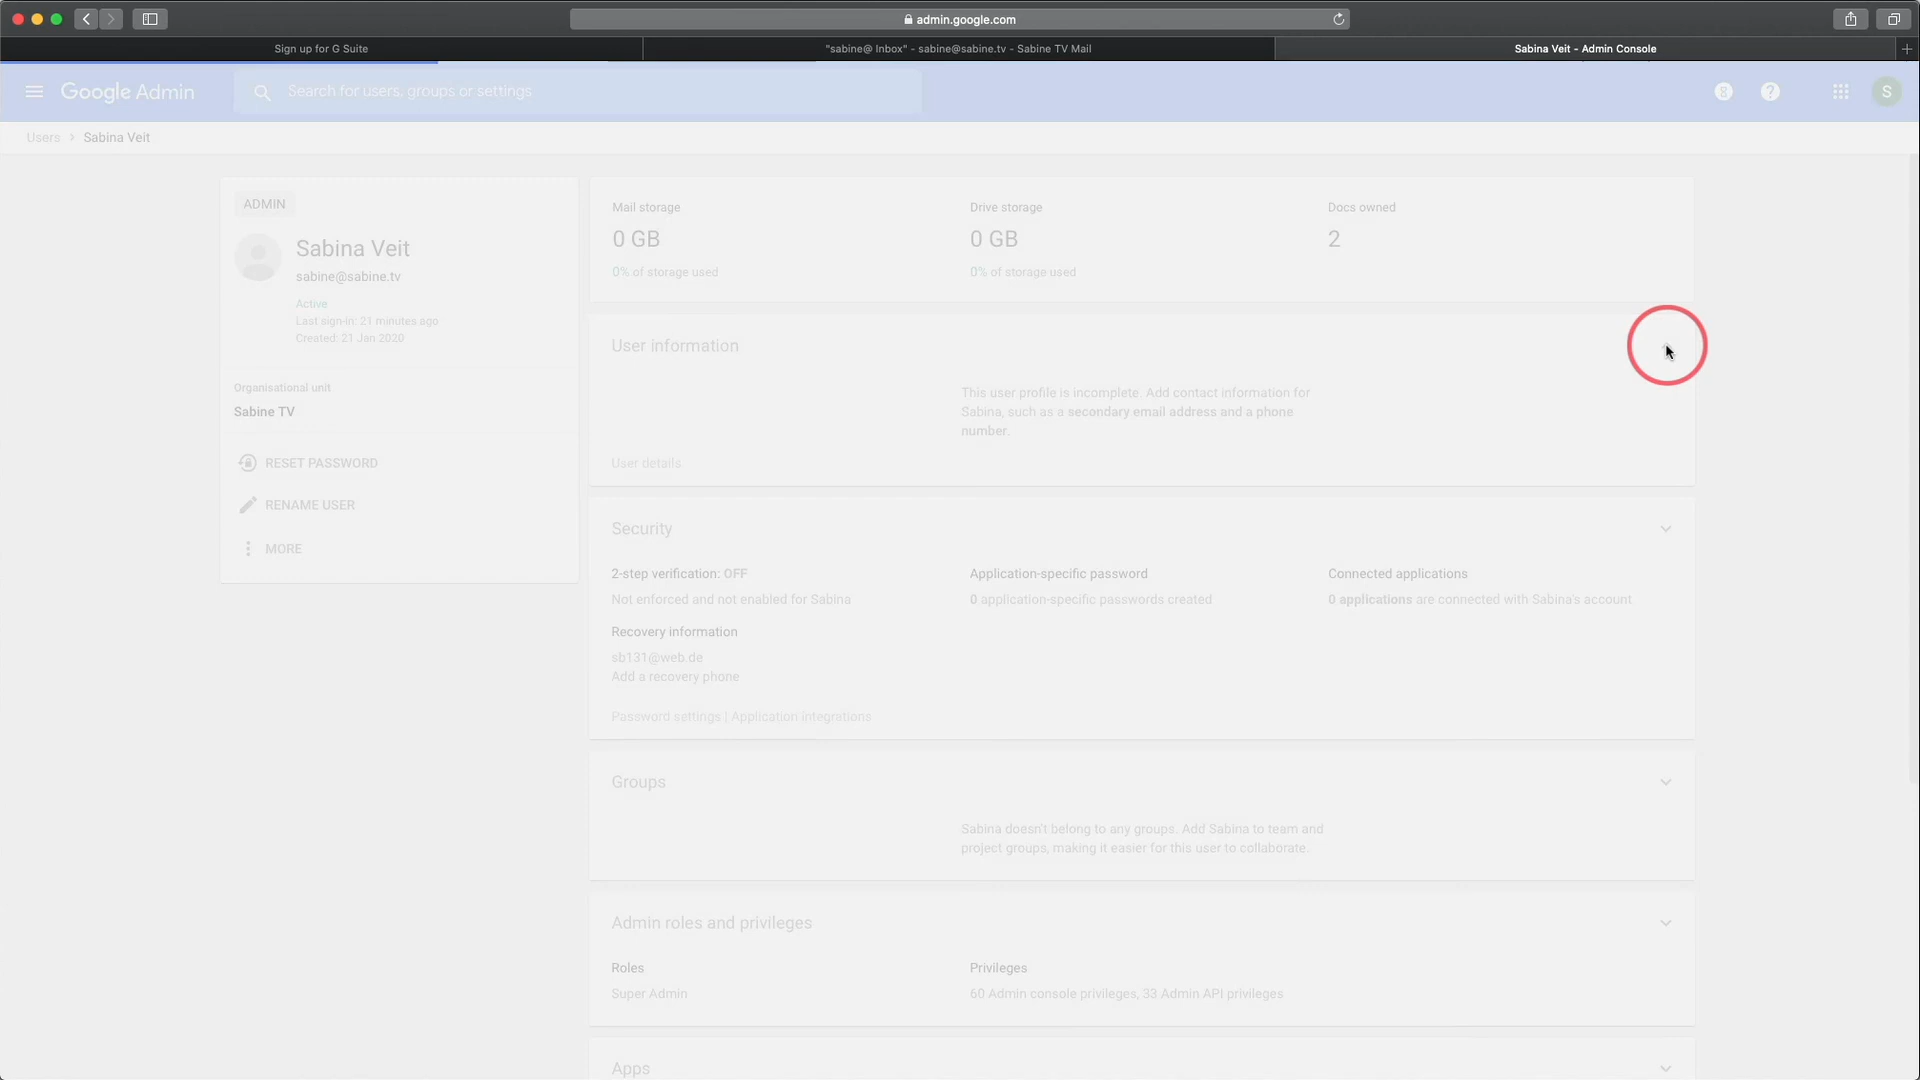 admin.google.com
Sign up for G Suite
"sabine@ Inbox" - sabine@sabine.tv - Sabine TV Mail
Sabina Veit - Admin Console
Google Admin
Search for users, groups or settings
S
Users > Sabina Veit
ADMIN
Sabina Veit
sabine@sabine.tv
Active
Last sign-in: 21 minutes ago
Created: 21 Jan 2020
Organisational unit
Sabine TV
RESET PASSWORD
RENAME USER
MORE
Mail storage
0 GB
0% of storage used
Drive storage
0 GB
0% of storage used
Docs owned
2
User information
This user profile is incomplete. Add contact information for
Sabina, such as a secondary email address and a phone
number.
User details
Security
2-step verification: OFF
Not enforced and not enabled for Sabina
Application-specific password
0 application-specific passwords created
Connected applications
0 applications are connected with Sabina's account
Recovery information
sb131@web.de
Add a recovery phone
Password settings | Application integrations
Groups
Sabina doesn't belong to any groups. Add Sabina to team and
project groups, making it easier for this user to collaborate.
Admin roles and privileges
Roles
Super Admin
Privileges
60 Admin console privileges, 33 Admin API privileges
Apps